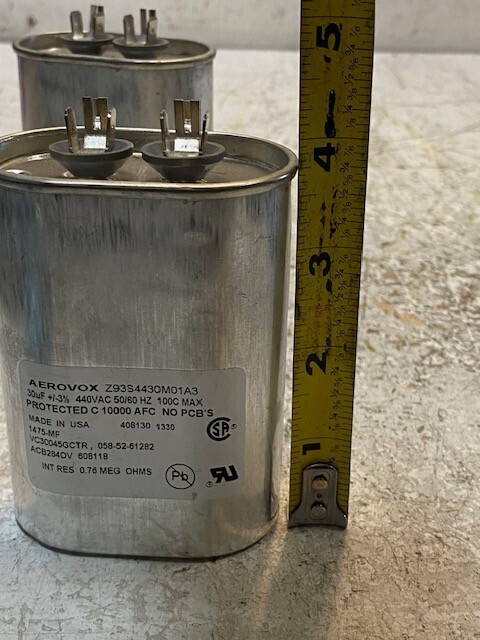 AEROVOX Z93S4430M01A3
30uF +/-3% 440VAC 50/60 HZ 100C MAX
PROTECTED C 10000 AFC NO PCB'S
MADE IN USA 408130 1330
1475-MF
VC3C045GCTR , 058-52-61282
ACB284OV 608118
INT RES 0.76 MEG OHMS
Pb
5
4
3
2
1